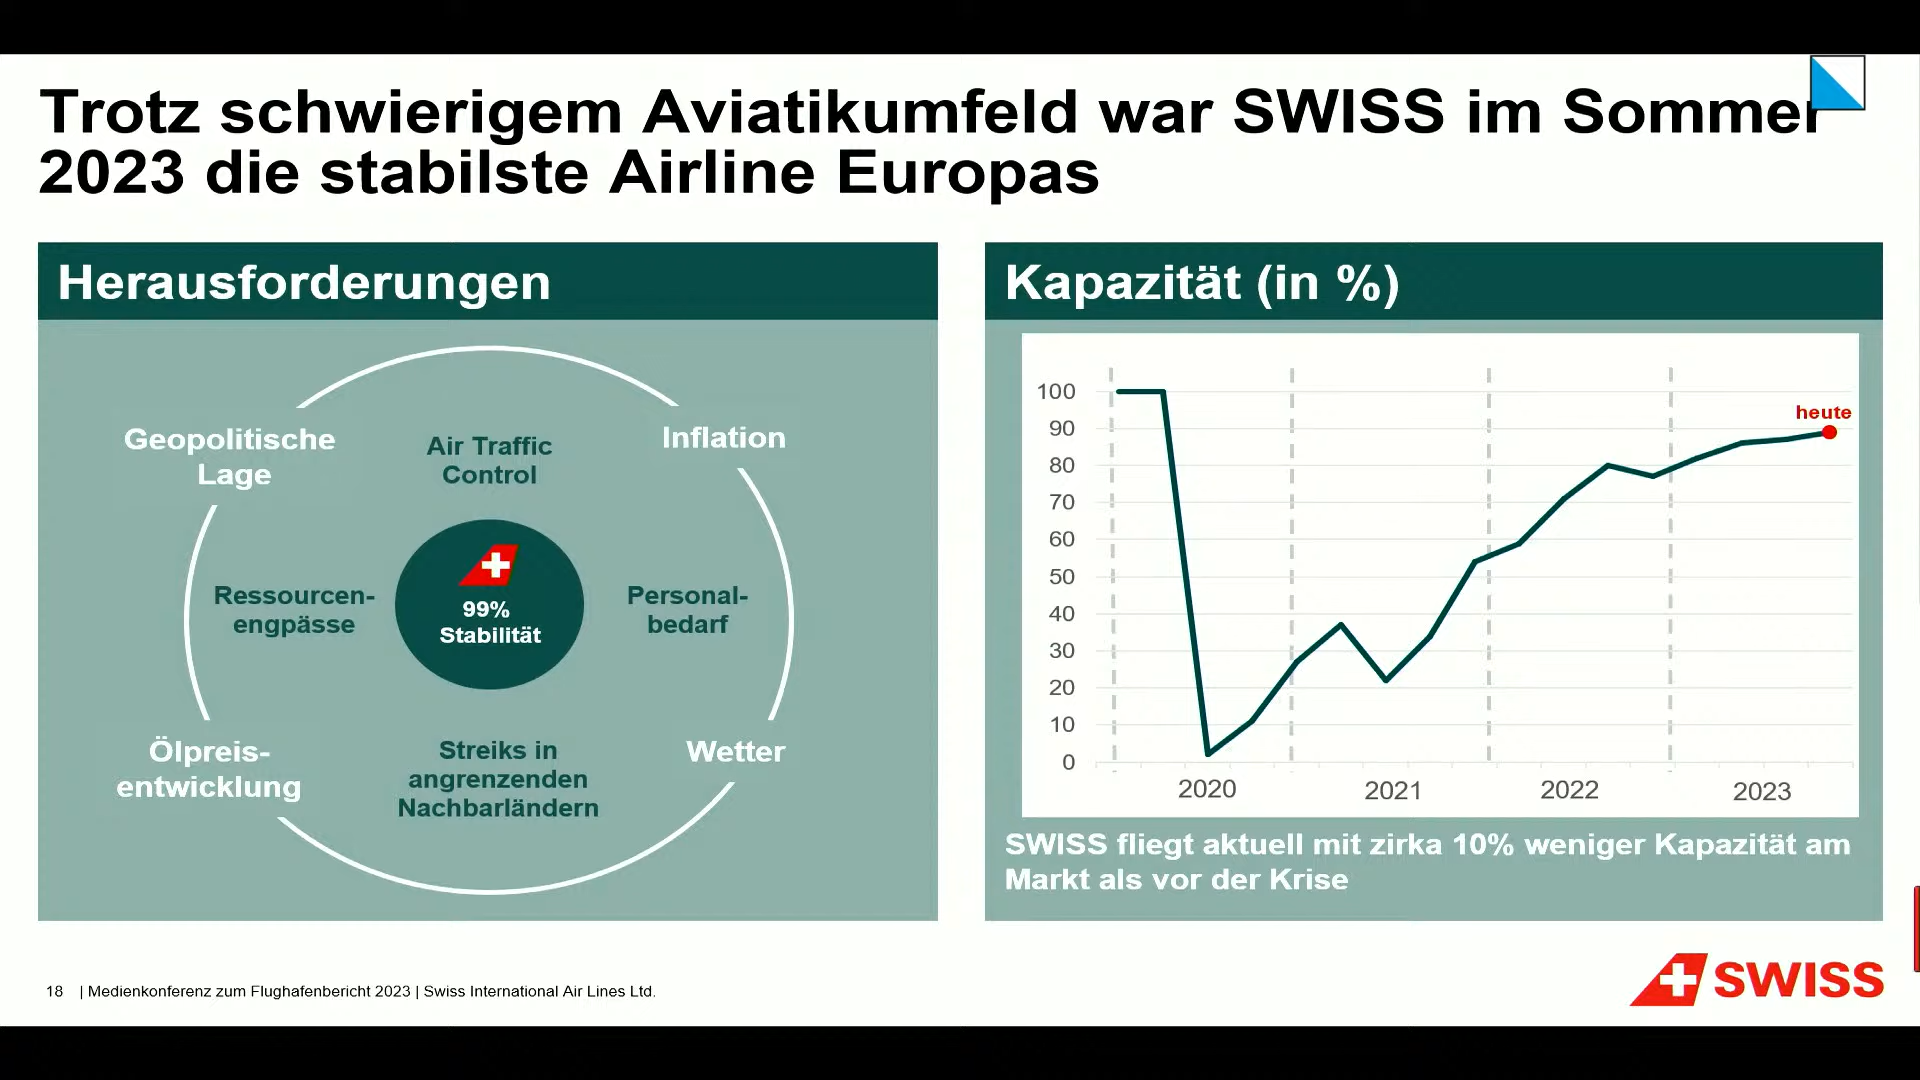 Trotz schwierigem Aviatikumfeld war SWISS im Sommer
2023 die stabilste Airline Europas
Herausforderungen
Geopolitische
Lage
Air Traffic
Control
Inflation
Ressourcen-
engpässe
99%
Stabilität
Personal-
bedarf
Ölpreis-
entwicklung
Streiks in
angrenzenden
Nachbarländern
Wetter
Kapazität (in %)
100
90
80
70
60
50
40
30
20
10
0
heute
2020
2021
2022
2023
SWISS fliegt aktuell mit zirka 10% weniger Kapazität am
Markt als vor der Krise
18 | Medienkonferenz zum Flughafenbericht 2023 | Swiss International Air Lines Ltd.
SWISS